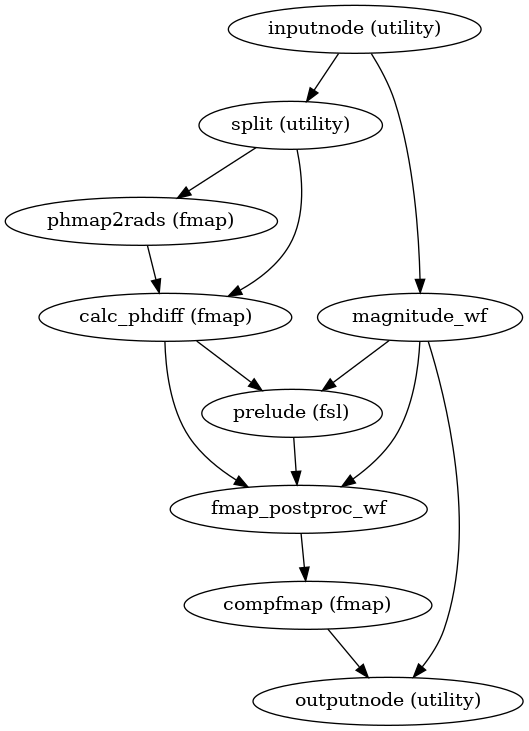 inputnode (utility)
split (utility)
phmap2rads (fmap)
calc_phdiff (fmap)
magnitude_wf
prelude (fsl)
fmap_postproc_wf
compfmap (fmap)
outputnode (utility)